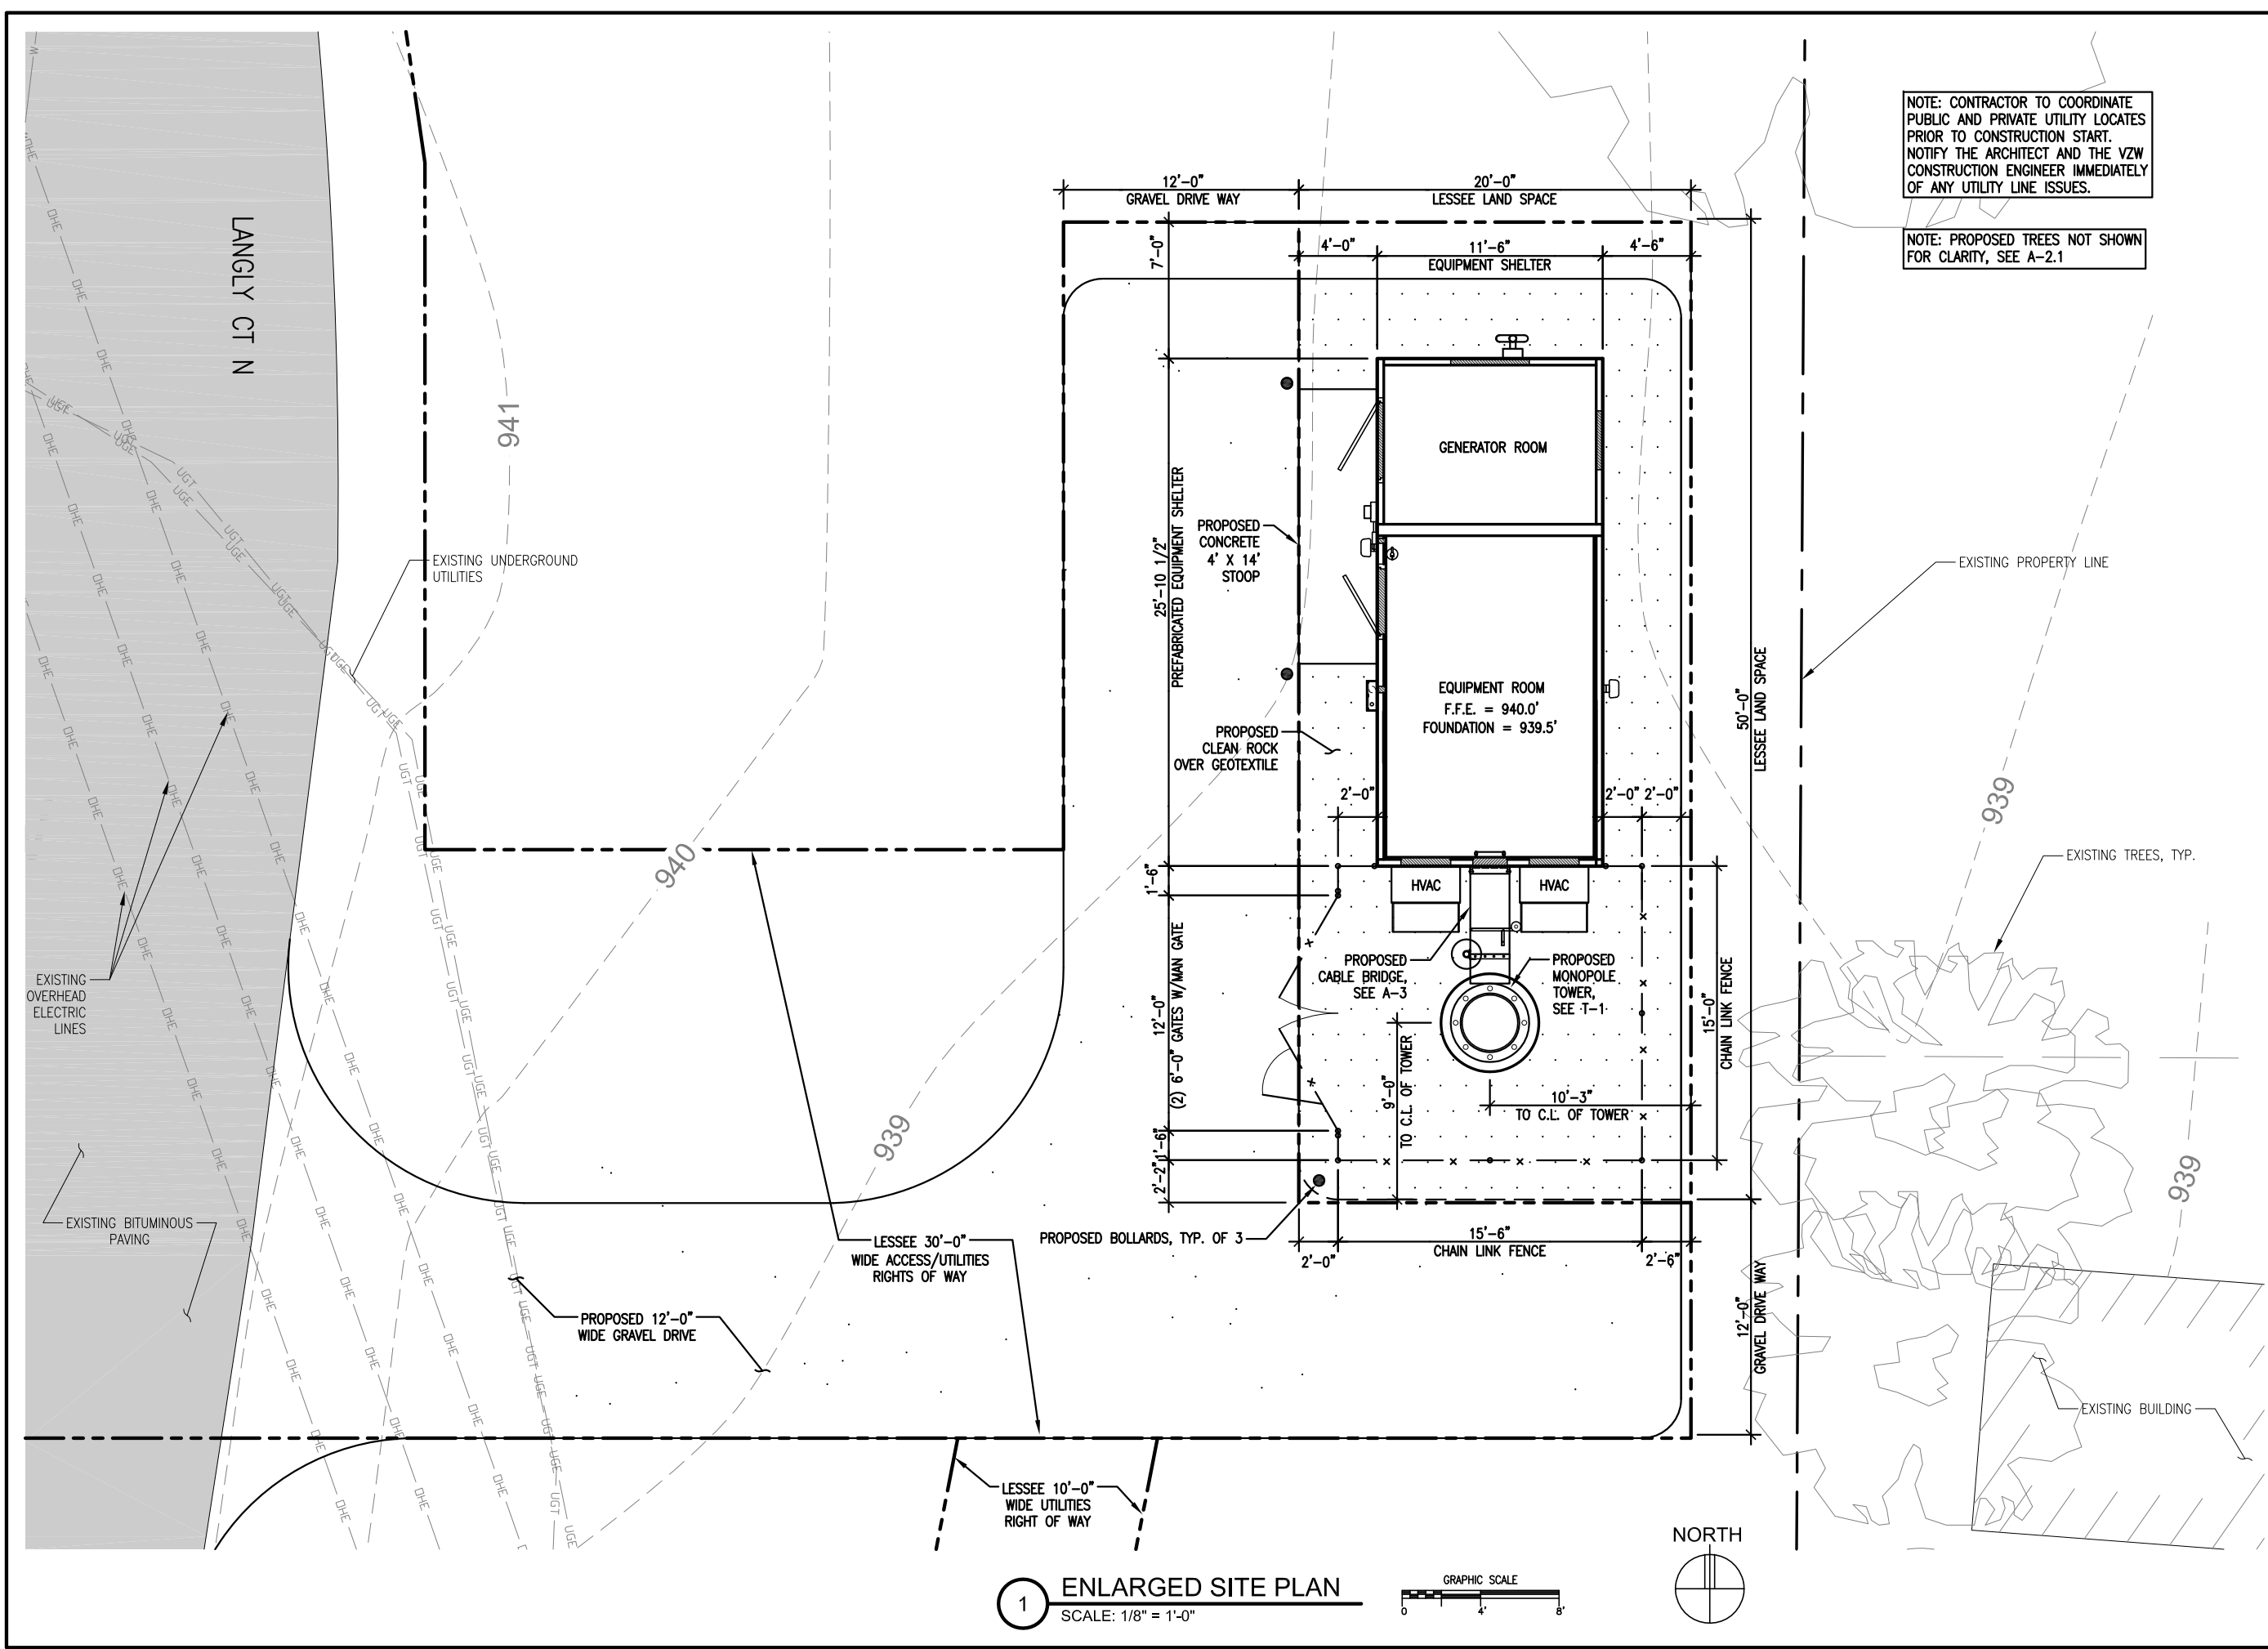 NOTE: CONTRACTOR TO COORDINATE
PUBLIC AND PRIVATE UTILITY LOCATES
PRIOR TO CONSTRUCTION START.
NOTIFY THE ARCHITECT AND THE VZW
CONSTRUCTION ENGINEER IMMEDIATELY
OF ANY UTILITY LINE ISSUES.
NOTE: PROPOSED TREES NOT SHOWN
FOR CLARITY, SEE A-2.1
12'-0"
GRAVEL DRIVE WAY
20'-0"
LESSEE LAND SPACE
4'-0"
11'-6"
EQUIPMENT SHELTER
4'-6"
7'-0"
LANGLY CT N
941
GENERATOR ROOM
25'-10 1/2"
PREFABRICATED EQUIPMENT SHELTER
PROPOSED
CONCRETE
4' X 14'
STOOP
EXISTING UNDERGROUND
UTILITIES
EXISTING PROPERTY LINE
EQUIPMENT ROOM
F.F.E. = 940.0'
FOUNDATION = 939.5'
50'-0"
LESSEE LAND SPACE
PROPOSED
CLEAN ROCK
OVER GEOTEXTILE
2'-0"
2'-0"
2'-0"
939
940
EXISTING TREES, TYP.
1'-6"
HVAC
HVAC
12'-0"
(2) 6'-0" GATES W/MAN GATE
PROPOSED
CABLE BRIDGE,
SEE A-3
PROPOSED
MONOPOLE
TOWER,
SEE T-1
15'-0"
CHAIN LINK FENCE
EXISTING
OVERHEAD
ELECTRIC
LINES
9'-0"
TO C.L. OF TOWER
10'-3"
TO C.L. OF TOWER
939
1'-6"
2'-2"
939
EXISTING BITUMINOUS
PAVING
PROPOSED BOLLARDS, TYP. OF 3
LESSEE 30'-0"
WIDE ACCESS/UTILITIES
RIGHTS OF WAY
2'-0"
15'-6"
CHAIN LINK FENCE
2'-6"
12'-0"
GRAVEL DRIVE WAY
PROPOSED 12'-0"
WIDE GRAVEL DRIVE
EXISTING BUILDING
LESSEE 10'-0"
WIDE UTILITIES
RIGHT OF WAY
OHE
UGE
UGT
W
1
ENLARGED SITE PLAN
SCALE: 1/8" = 1'-0"
GRAPHIC SCALE
0 4' 8'
NORTH